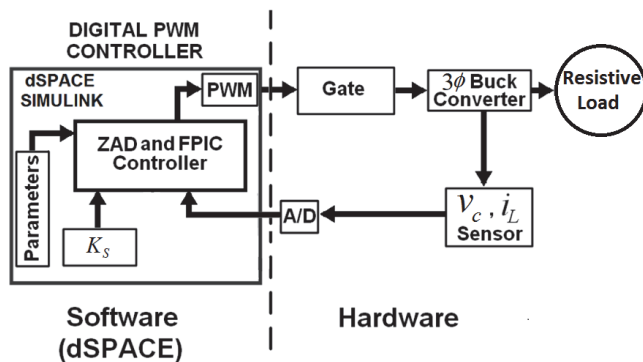 DIGITAL PWM
CONTROLLER
dSPACE
SIMULINK
PWM
ZAD and FPIC
Controller
Parameters
K_S
A/D
Gate
3ϕ Buck
Converter
Resistive
Load
v_c , i_L
Sensor
Software
(dSPACE)
Hardware